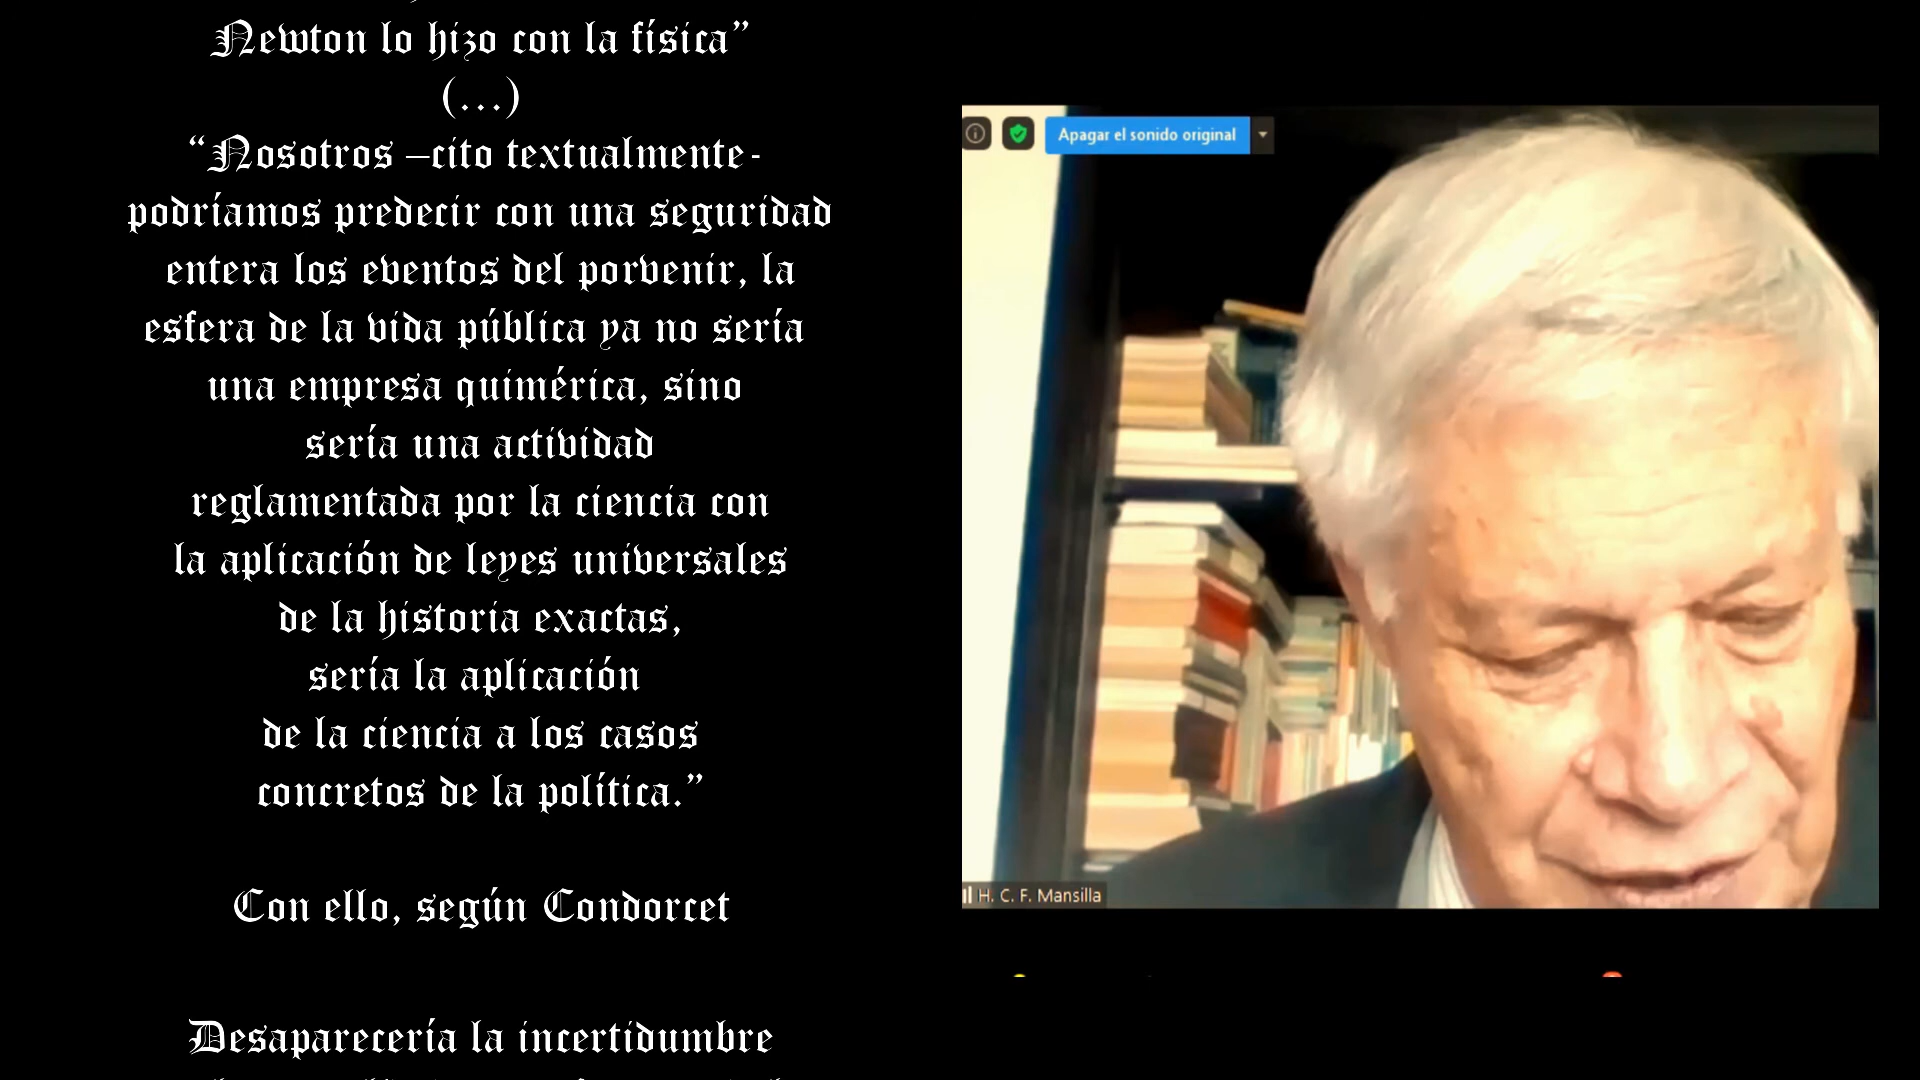 Newton lo hizo con la física”
(...)
“Nosotros –cito textualmente-
podríamos predecir con una seguridad
entera los eventos del porvenir, la
esfera de la vida pública ya no sería
una empresa quimérica, sino
sería una actividad
reglamentada por la ciencia con
la aplicación de leyes universales
de la historia exactas,
sería la aplicación
de la ciencia a los casos
concretos de la política.”
Con ello, según Condorcet
Desaparecería la incertidumbre
Apagar el sonido original
H. C. F. Mansilla